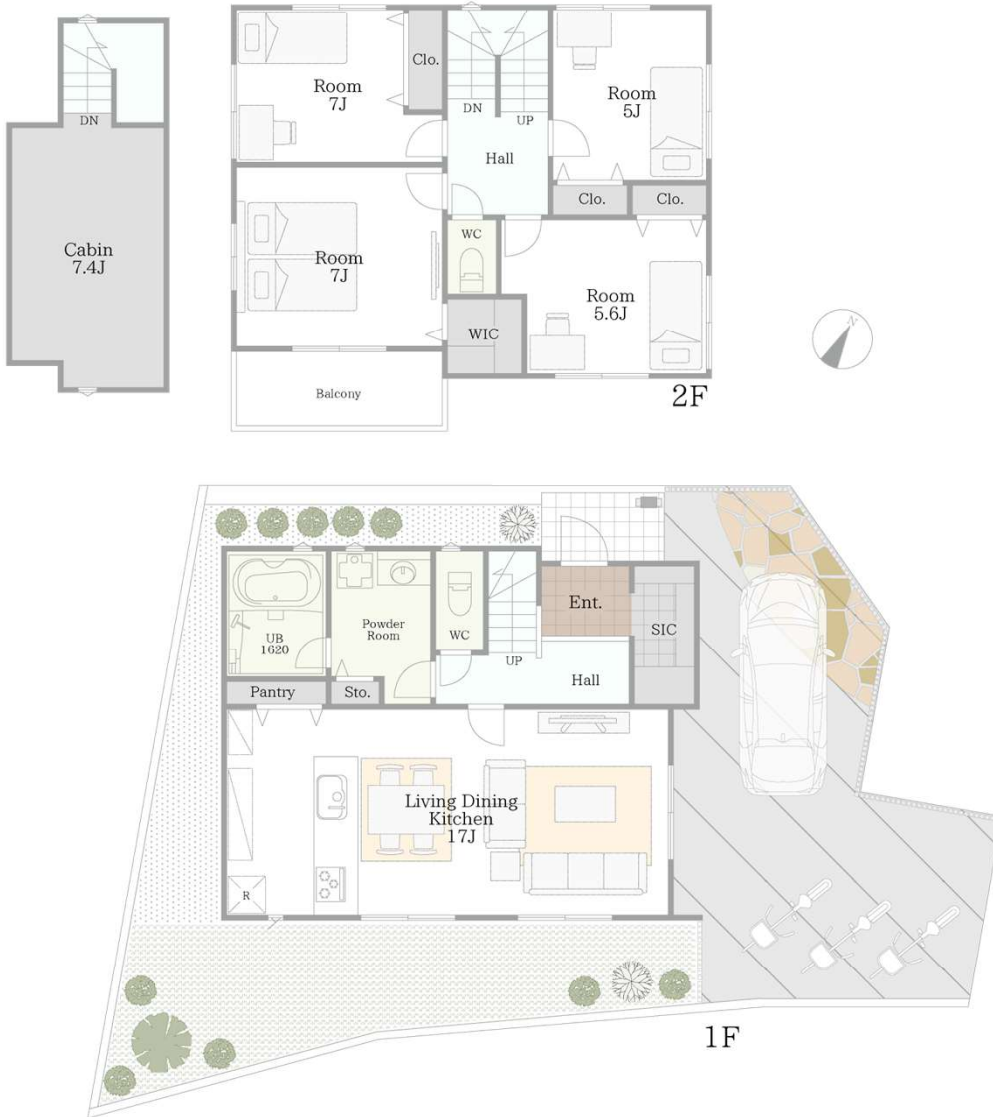 DN
Cabin
7.4J
Room
7J
Clo.
DN
UP
Hall
Room
5J
Clo.
Clo.
WC
Room
7J
Room
5.6J
WIC
Balcony
N
2F
UB
1620
Powder
Room
WC
UP
Ent.
SIC
Hall
Pantry
Sto.
Living Dining
Kitchen
17J
R
1F